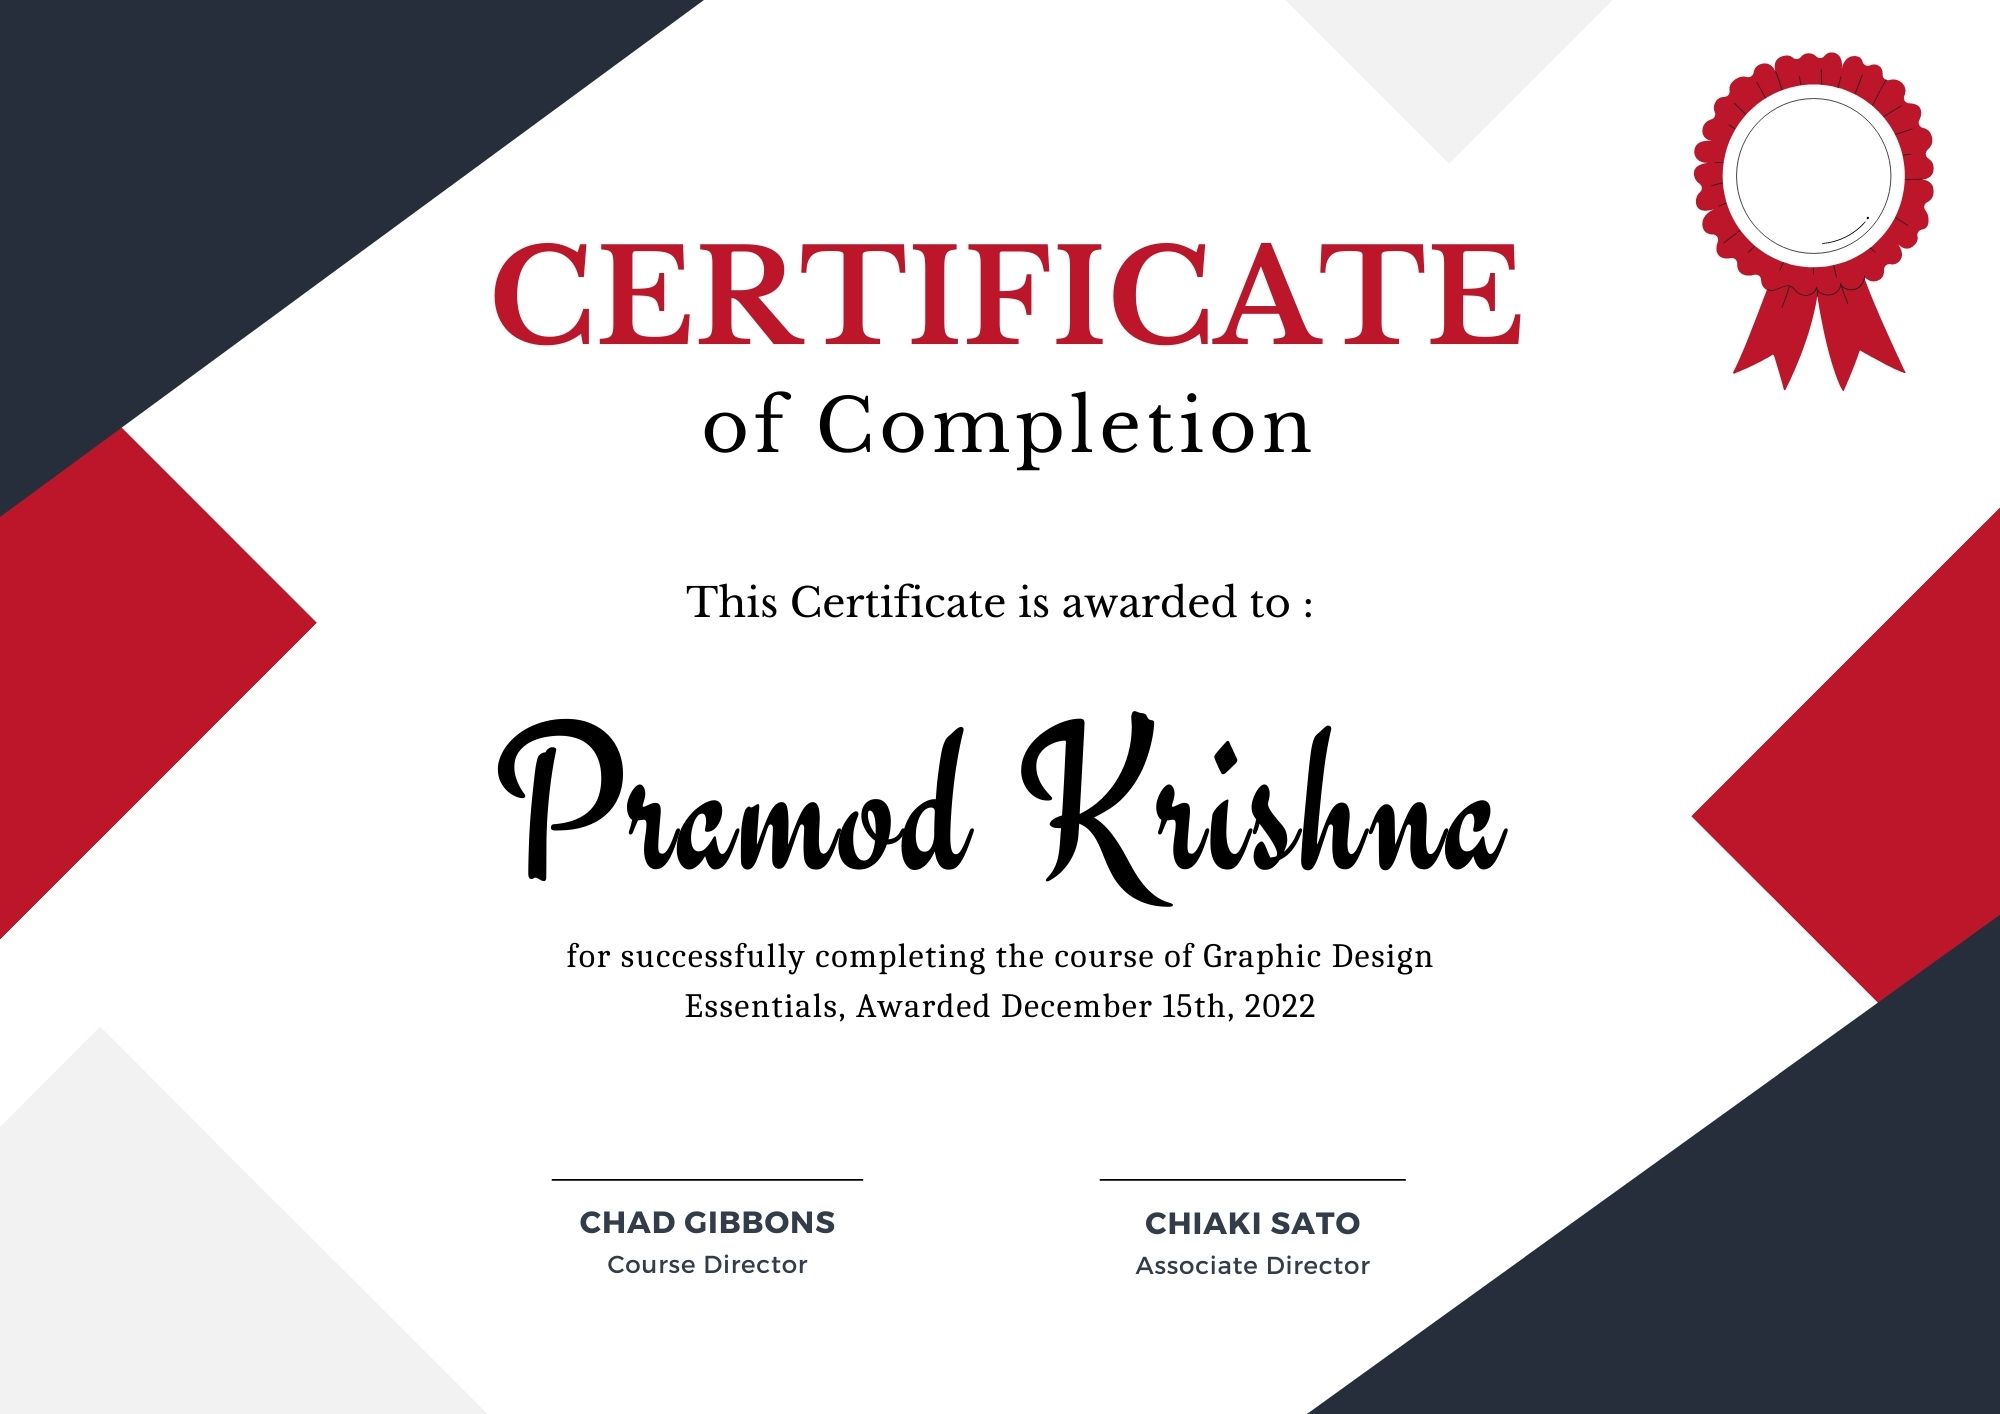 CERTIFICATE
of Completion
This Certificate is awarded to :
Pramod Krishna
for successfully completing the course of Graphic Design
Essentials, Awarded December 15th, 2022
CHAD GIBBONS
Course Director
CHIAKI SATO
Associate Director